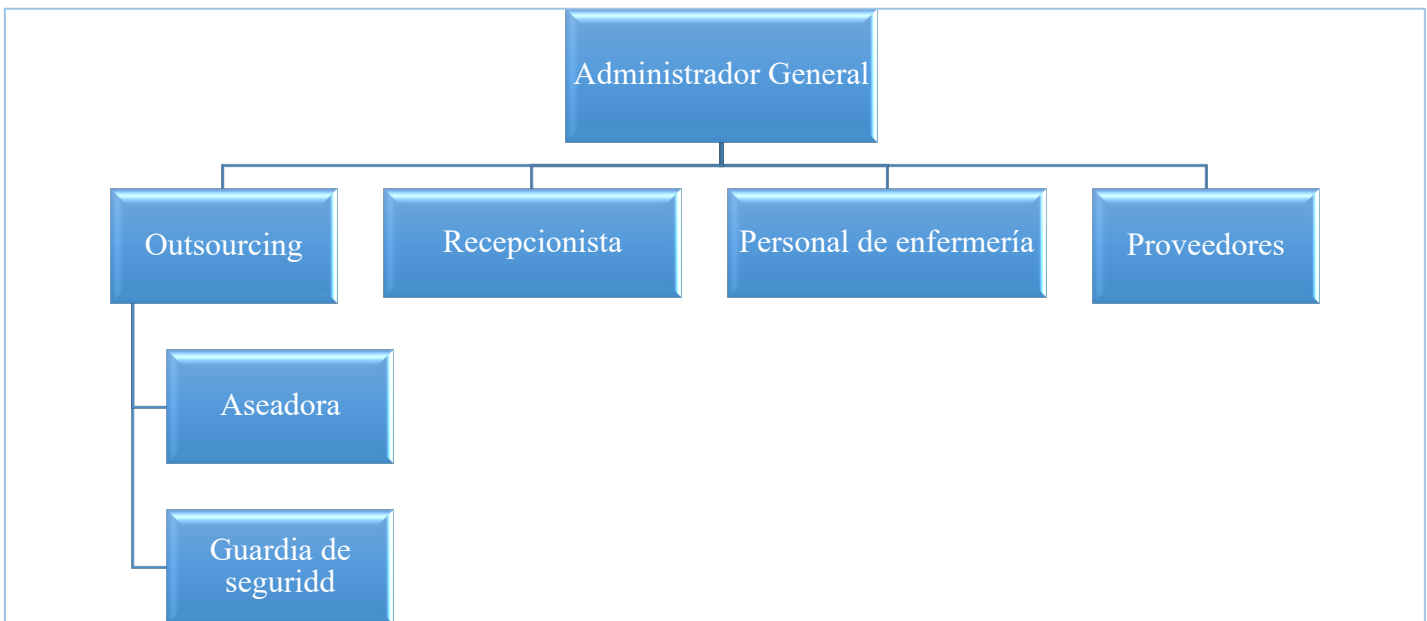 Administrador General
Outsourcing
Recepcionista
Personal de enfermería
Proveedores
Aseadora
Guardia de
seguridd